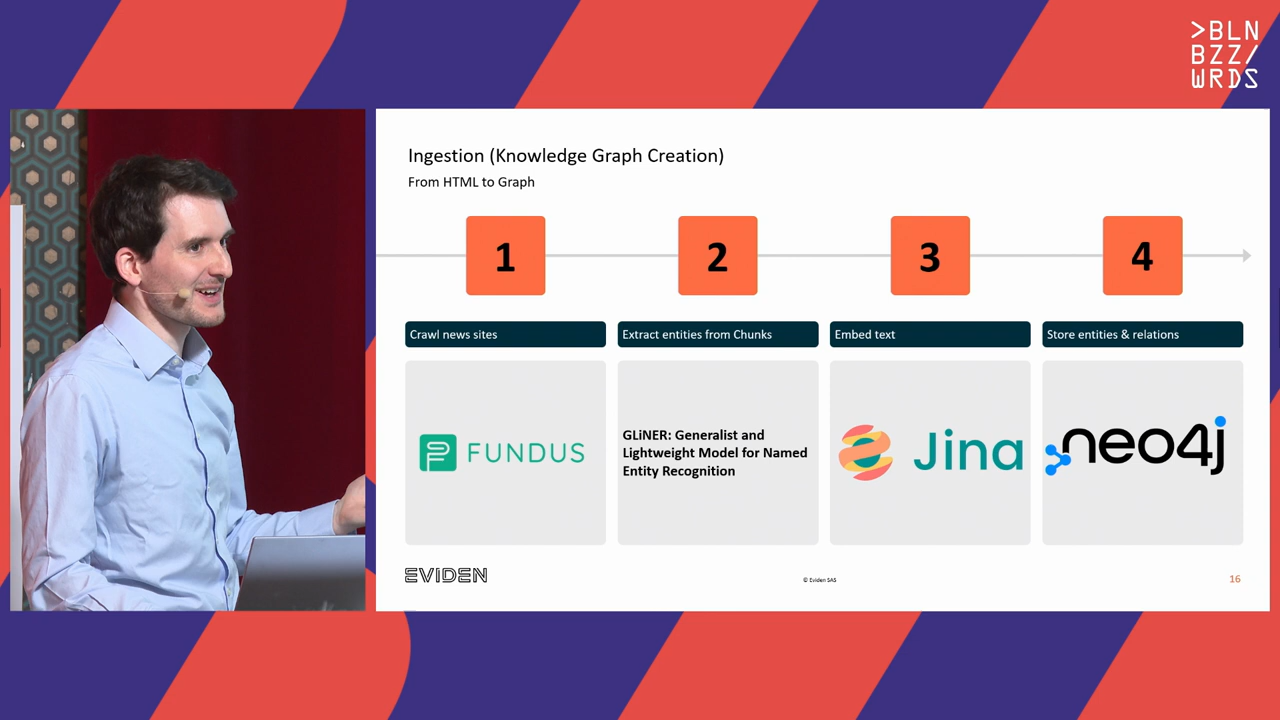 >BLN
BZZ/
WRDS
Ingestion (Knowledge Graph Creation)
From HTML to Graph
1
2
3
4
Crawl news sites
Extract entities from Chunks
Embed text
Store entities & relations
FUNDUS
GLiNER: Generalist and
Lightweight Model for Named
Entity Recognition
Jina
neo4j
EVIDEN
© Eviden SAS
16